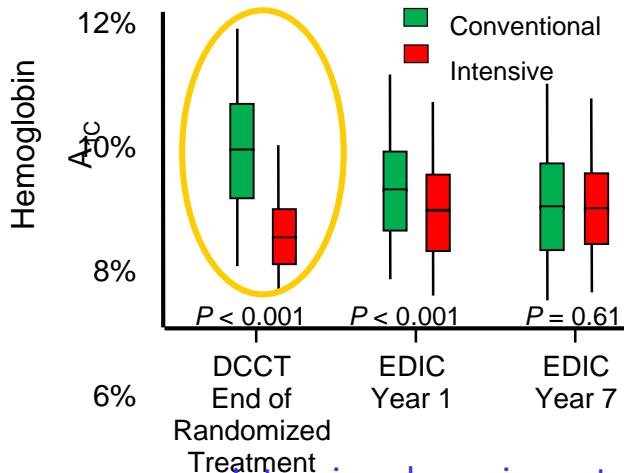 12%
Conventional
Intensive
Hemoglobin
A1C
10%
8%
P < 0.001
P < 0.001
P = 0.61
6%
DCCT
End of
Randomized
Treatment
EDIC
Year 1
EDIC
Year 7